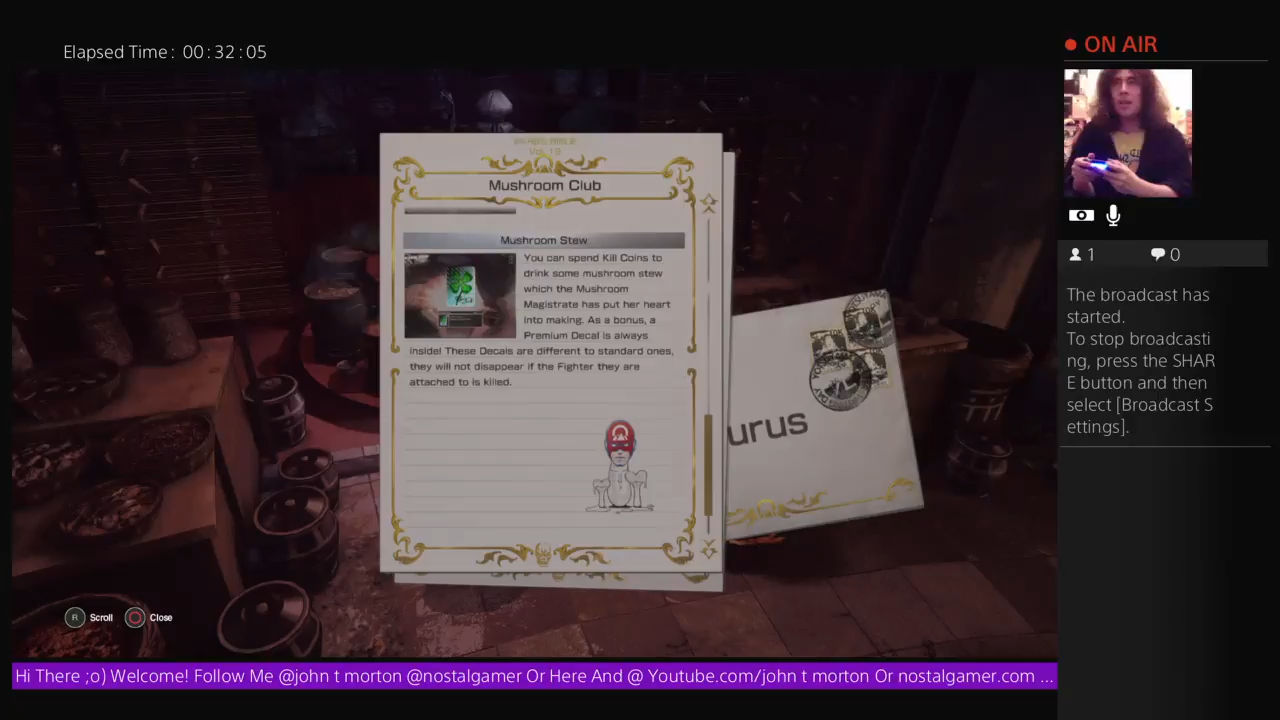 Elapsed Time: 00:32:05
ON AIR
Vol.19
Mushroom Club
Mushroom Stew
You can spend Kill Coins to
drink some mushroom stew
which the Mushroom
Magistrate has put her heart
into making. As a bonus, a
Premium Decal is always
inside! These Decals are different to standard ones,
they will not disappear if the Fighter they are
attached to is killed.
urus
1
0
The broadcast has
started.
To stop broadcasti
ng, press the SHAR
E button and then
select [Broadcast S
ettings].
R Scroll Close
Hi There ;o) Welcome! Follow Me @john t morton @nostalgamer Or Here And @ Youtube.com/john t morton Or nostalgamer.com ...